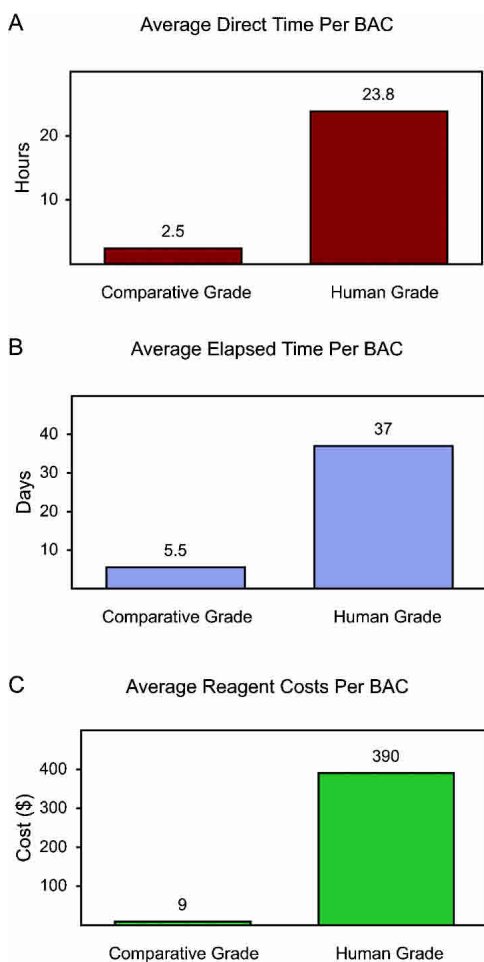 A
Average Direct Time Per BAC
Hours
20
10
23.8
2.5
Comparative Grade
Human Grade
B
Average Elapsed Time Per BAC
Days
40
30
20
10
37
5.5
Comparative Grade
Human Grade
C
Average Reagent Costs Per BAC
Cost ($)
400
300
200
100
390
9
Comparative Grade
Human Grade